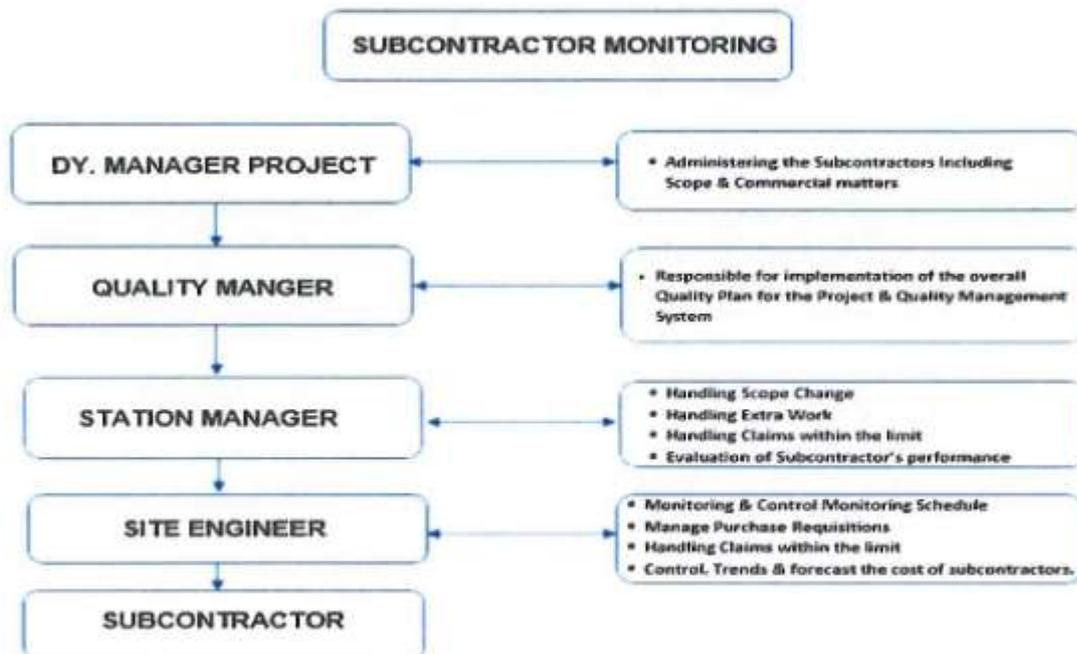 SUBCONTRACTOR MONITORING
DY. MANAGER PROJECT
• Administering the Subcontractors Including
Scope & Commercial matters
QUALITY MANGER
• Responsible for implementation of the overall
Quality Plan for the Project & Quality Management
System
STATION MANAGER
• Handling Scope Change
• Handling Extra Work
• Handling Claims within the limit
• Evaluation of Subcontractor's performance
SITE ENGINEER
• Monitoring & Control Monitoring Schedule
• Manage Purchase Requisitions
• Handling Claims within the limit
• Control, Trends & forecast the cost of subcontractors.
SUBCONTRACTOR